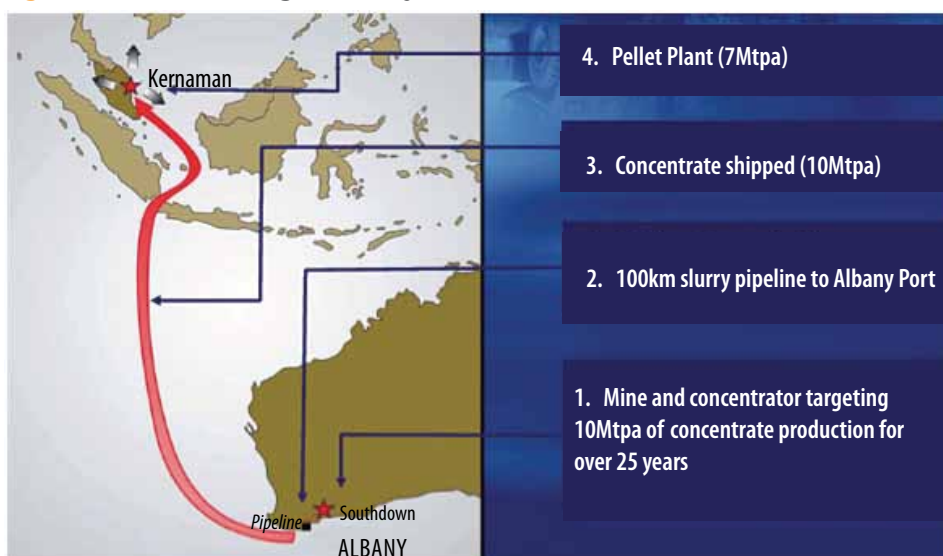 Kernaman
4. Pellet Plant (7Mtpa)
3. Concentrate shipped (10Mtpa)
2. 100km slurry pipeline to Albany Port
1. Mine and concentrator targeting
10Mtpa of concentrate production for
over 25 years
Southdown
Pipeline
ALBANY